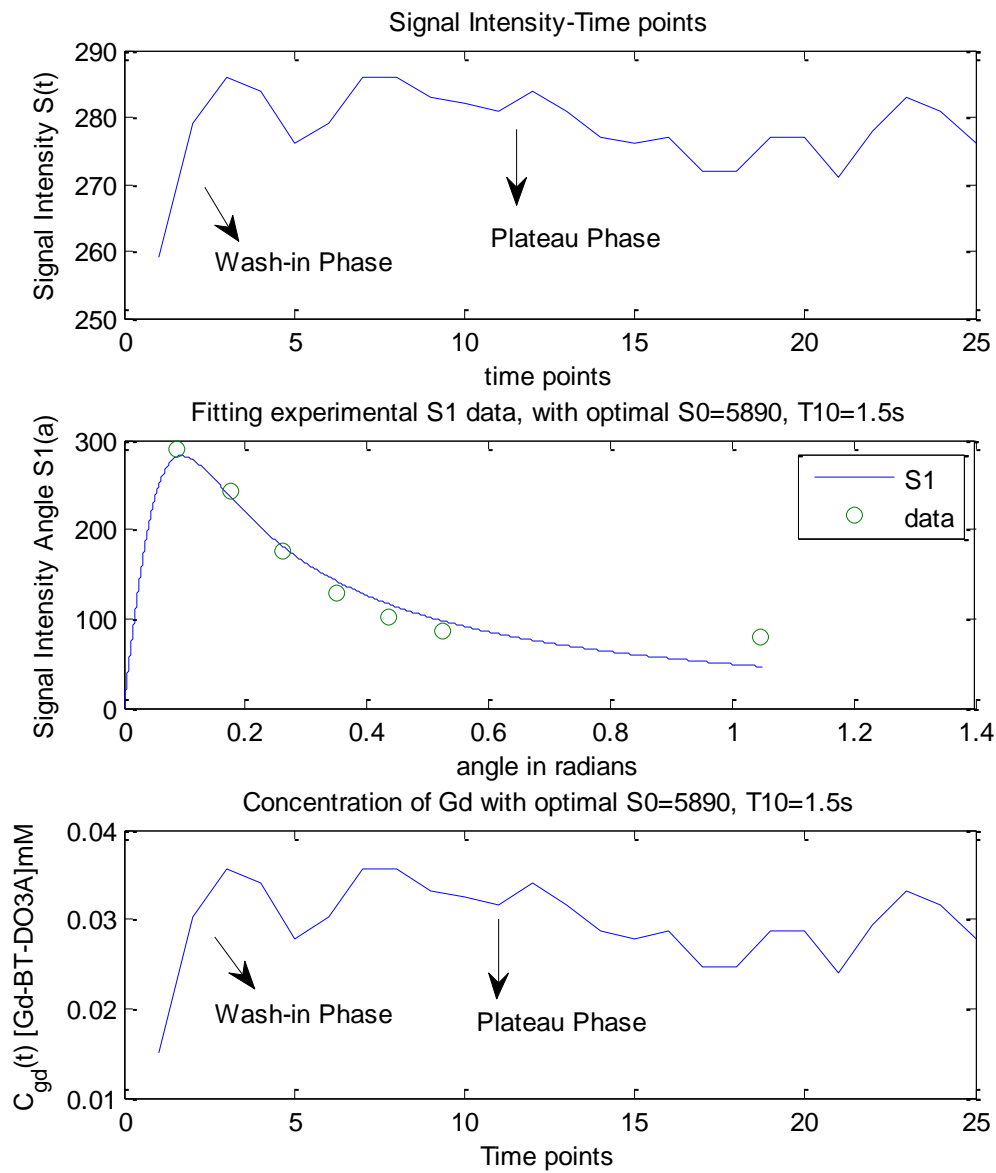 Signal Intensity-Time points
Signal Intensity S(t)
290
280
270
260
250
Wash-in Phase
Plateau Phase
0 5 10 15 20 25
time points
Fitting experimental S1 data, with optimal S0=5890, T10=1.5s
Signal Intensity Angle S1(a)
300
200
100
0
S1
data
0 0.2 0.4 0.6 0.8 1 1.2 1.4
angle in radians
Concentration of Gd with optimal S0=5890, T10=1.5s
C_gd(t) [Gd-BT-DO3A]mM
0.04
0.03
0.02
0.01
Wash-in Phase
Plateau Phase
0 5 10 15 20 25
Time points